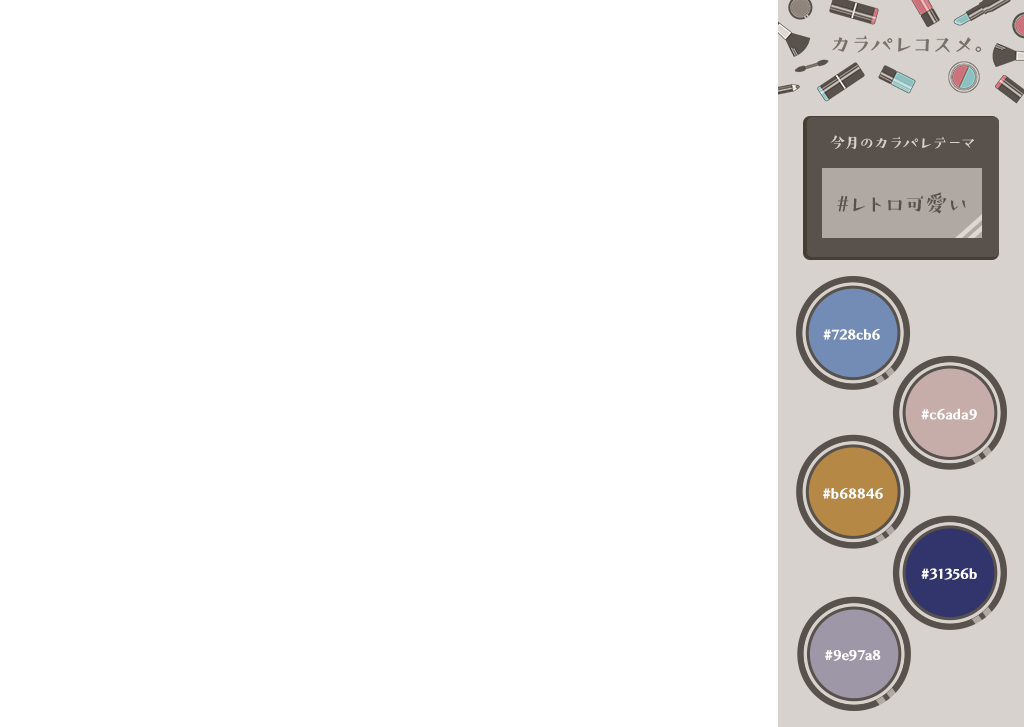 カラパレコスメ。
今月のカラパレテーマ
#レトロ可愛い
#728cb6
#c6ada9
#b68846
#31356b
#9e97a8